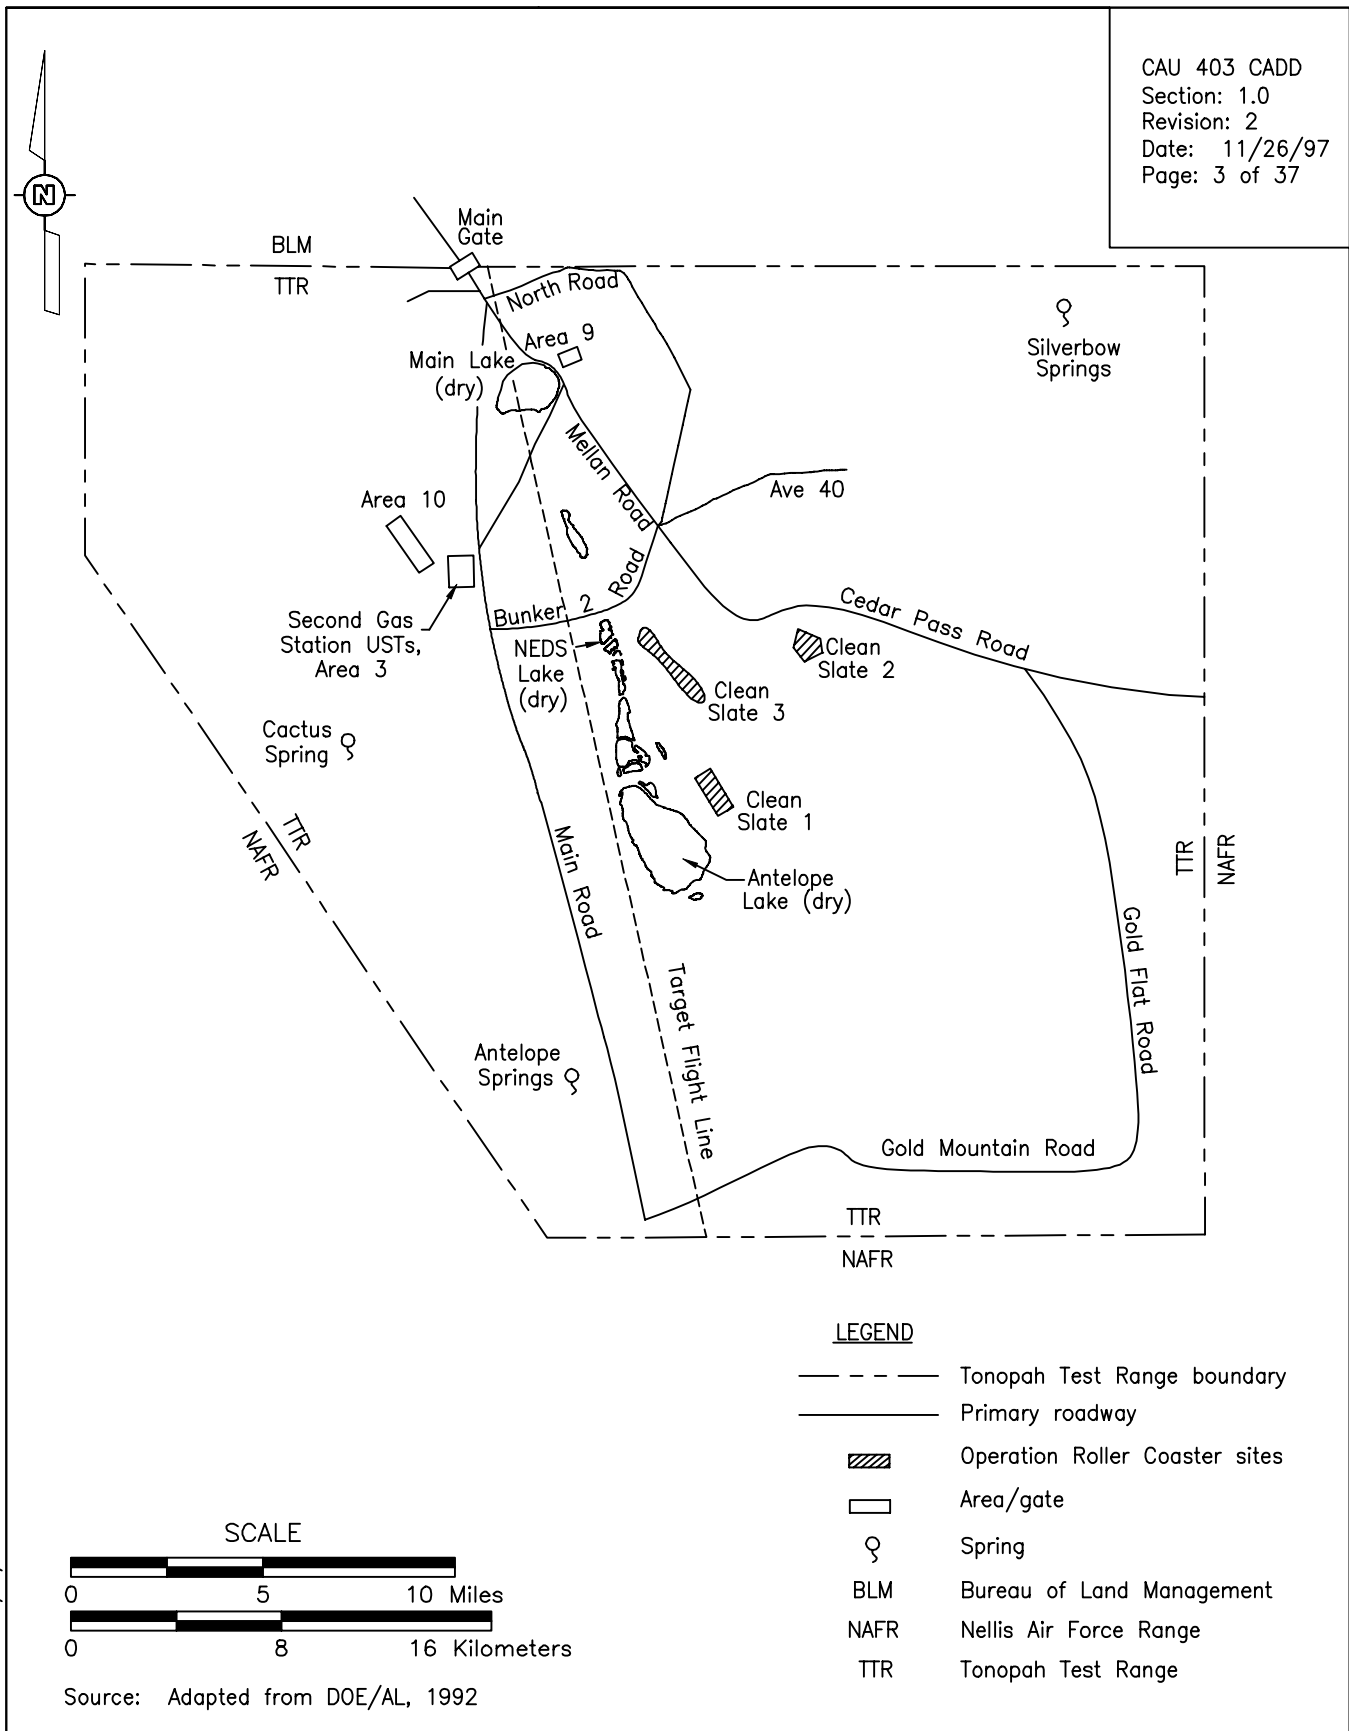 CAU 403 CADD
Section: 1.0
Revision: 2
Date: 11/26/97
Page: 3 of 37
N
Main
Gate
BLM
TTR
North Road
Area 9
Main Lake
(dry)
Silverbow
Springs
Mellan Road
Ave 40
Area 10
Bunker 2 Road
Cedar Pass Road
Second Gas
Station USTs,
Area 3
NEDS
Lake
(dry)
Clean
Slate 2
Clean
Slate 3
Cactus
Spring
Clean
Slate 1
TTR
NAFR
Main Road
TTR
NAFR
Antelope
Lake (dry)
Gold Flat Road
Target Flight Line
Antelope
Springs
Gold Mountain Road
TTR
NAFR
LEGEND
Tonopah Test Range boundary
Primary roadway
Operation Roller Coaster sites
Area/gate
Spring
BLM Bureau of Land Management
NAFR Nellis Air Force Range
TTR Tonopah Test Range
SCALE
0 5 10 Miles
0 8 16 Kilometers
Source: Adapted from DOE/AL, 1992